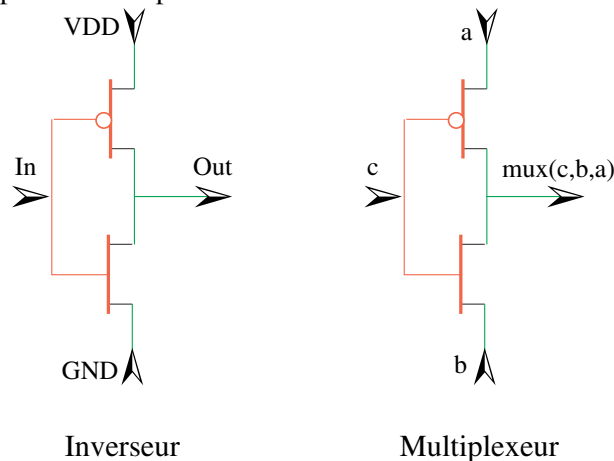 VDD
a
In
Out
c
mux(c,b,a)
GND
b
Inverseur
Multiplexeur